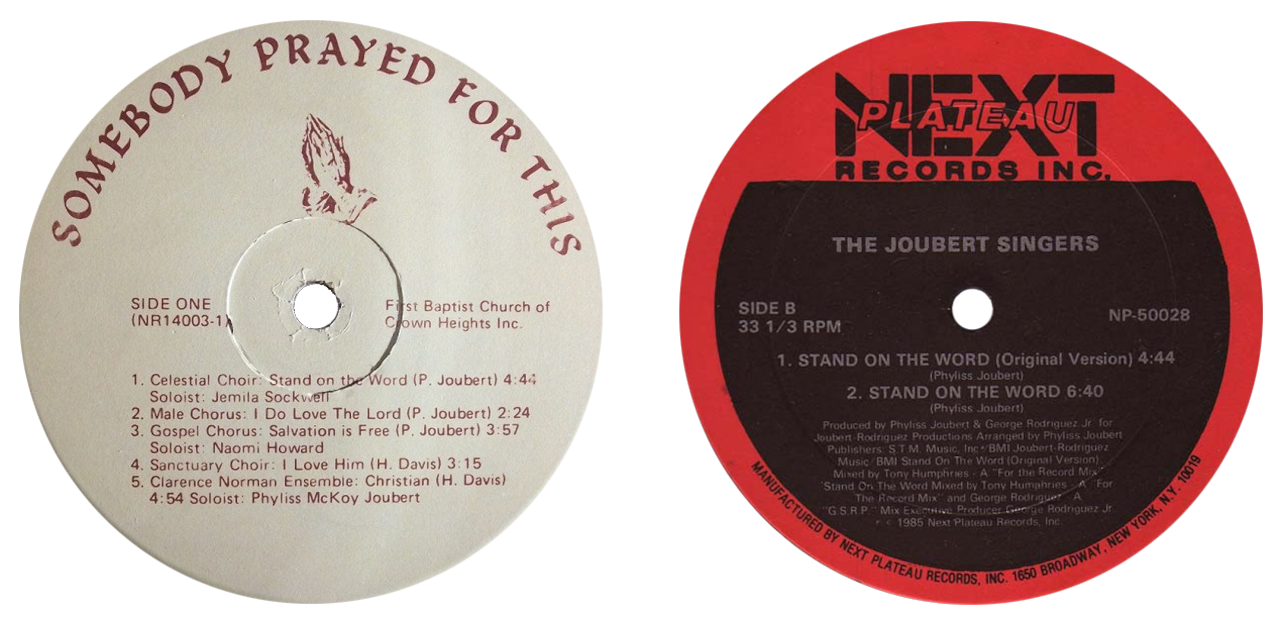 SOMEBODY PRAYED FOR THIS
SIDE ONE
(NR14003-1)
First Baptist Church of
Crown Heights Inc.
1. Celestial Choir: Stand on the Word (P. Joubert) 4:44
Soloist: Jemila Sockwell
2. Male Chorus: I Do Love The Lord (P. Joubert) 2:24
3. Gospel Chorus: Salvation is Free (P. Joubert) 3:57
Soloist: Naomi Howard
4. Sanctuary Choir: I Love Him (H. Davis) 3:15
5. Clarence Norman Ensemble: Christian (H. Davis)
4:54 Soloist: Phyliss McKoy Joubert
NEXT
PLATEAU
RECORDS INC.
THE JOUBERT SINGERS
SIDE B
33 1/3 RPM
NP-50028
1. STAND ON THE WORD (Original Version) 4:44
(Phyliss Joubert)
2. STAND ON THE WORD 6:40
(Phyliss Joubert)
Produced by Phyliss Joubert & George Rodriguez Jr. for
Joubert-Rodriguez Productions Arranged by Phyliss Joubert
Publishers: S.T.M. Music, Inc./BMI Joubert-Rodriguez
Music/BMI Stand On The Word (Original Version)
Mixed by Tony Humphries - A "For the Record Mix"
Stand On The Word Mixed by Tony Humphries - A "For
The Record Mix" and George Rodriguez - A
"G.S.R.P." Mix Executive Producer George Rodriguez Jr.
1985 Next Plateau Records, Inc.
MANUFACTURED BY NEXT PLATEAU RECORDS, INC. 1650 BROADWAY, NEW YORK, N.Y. 10019